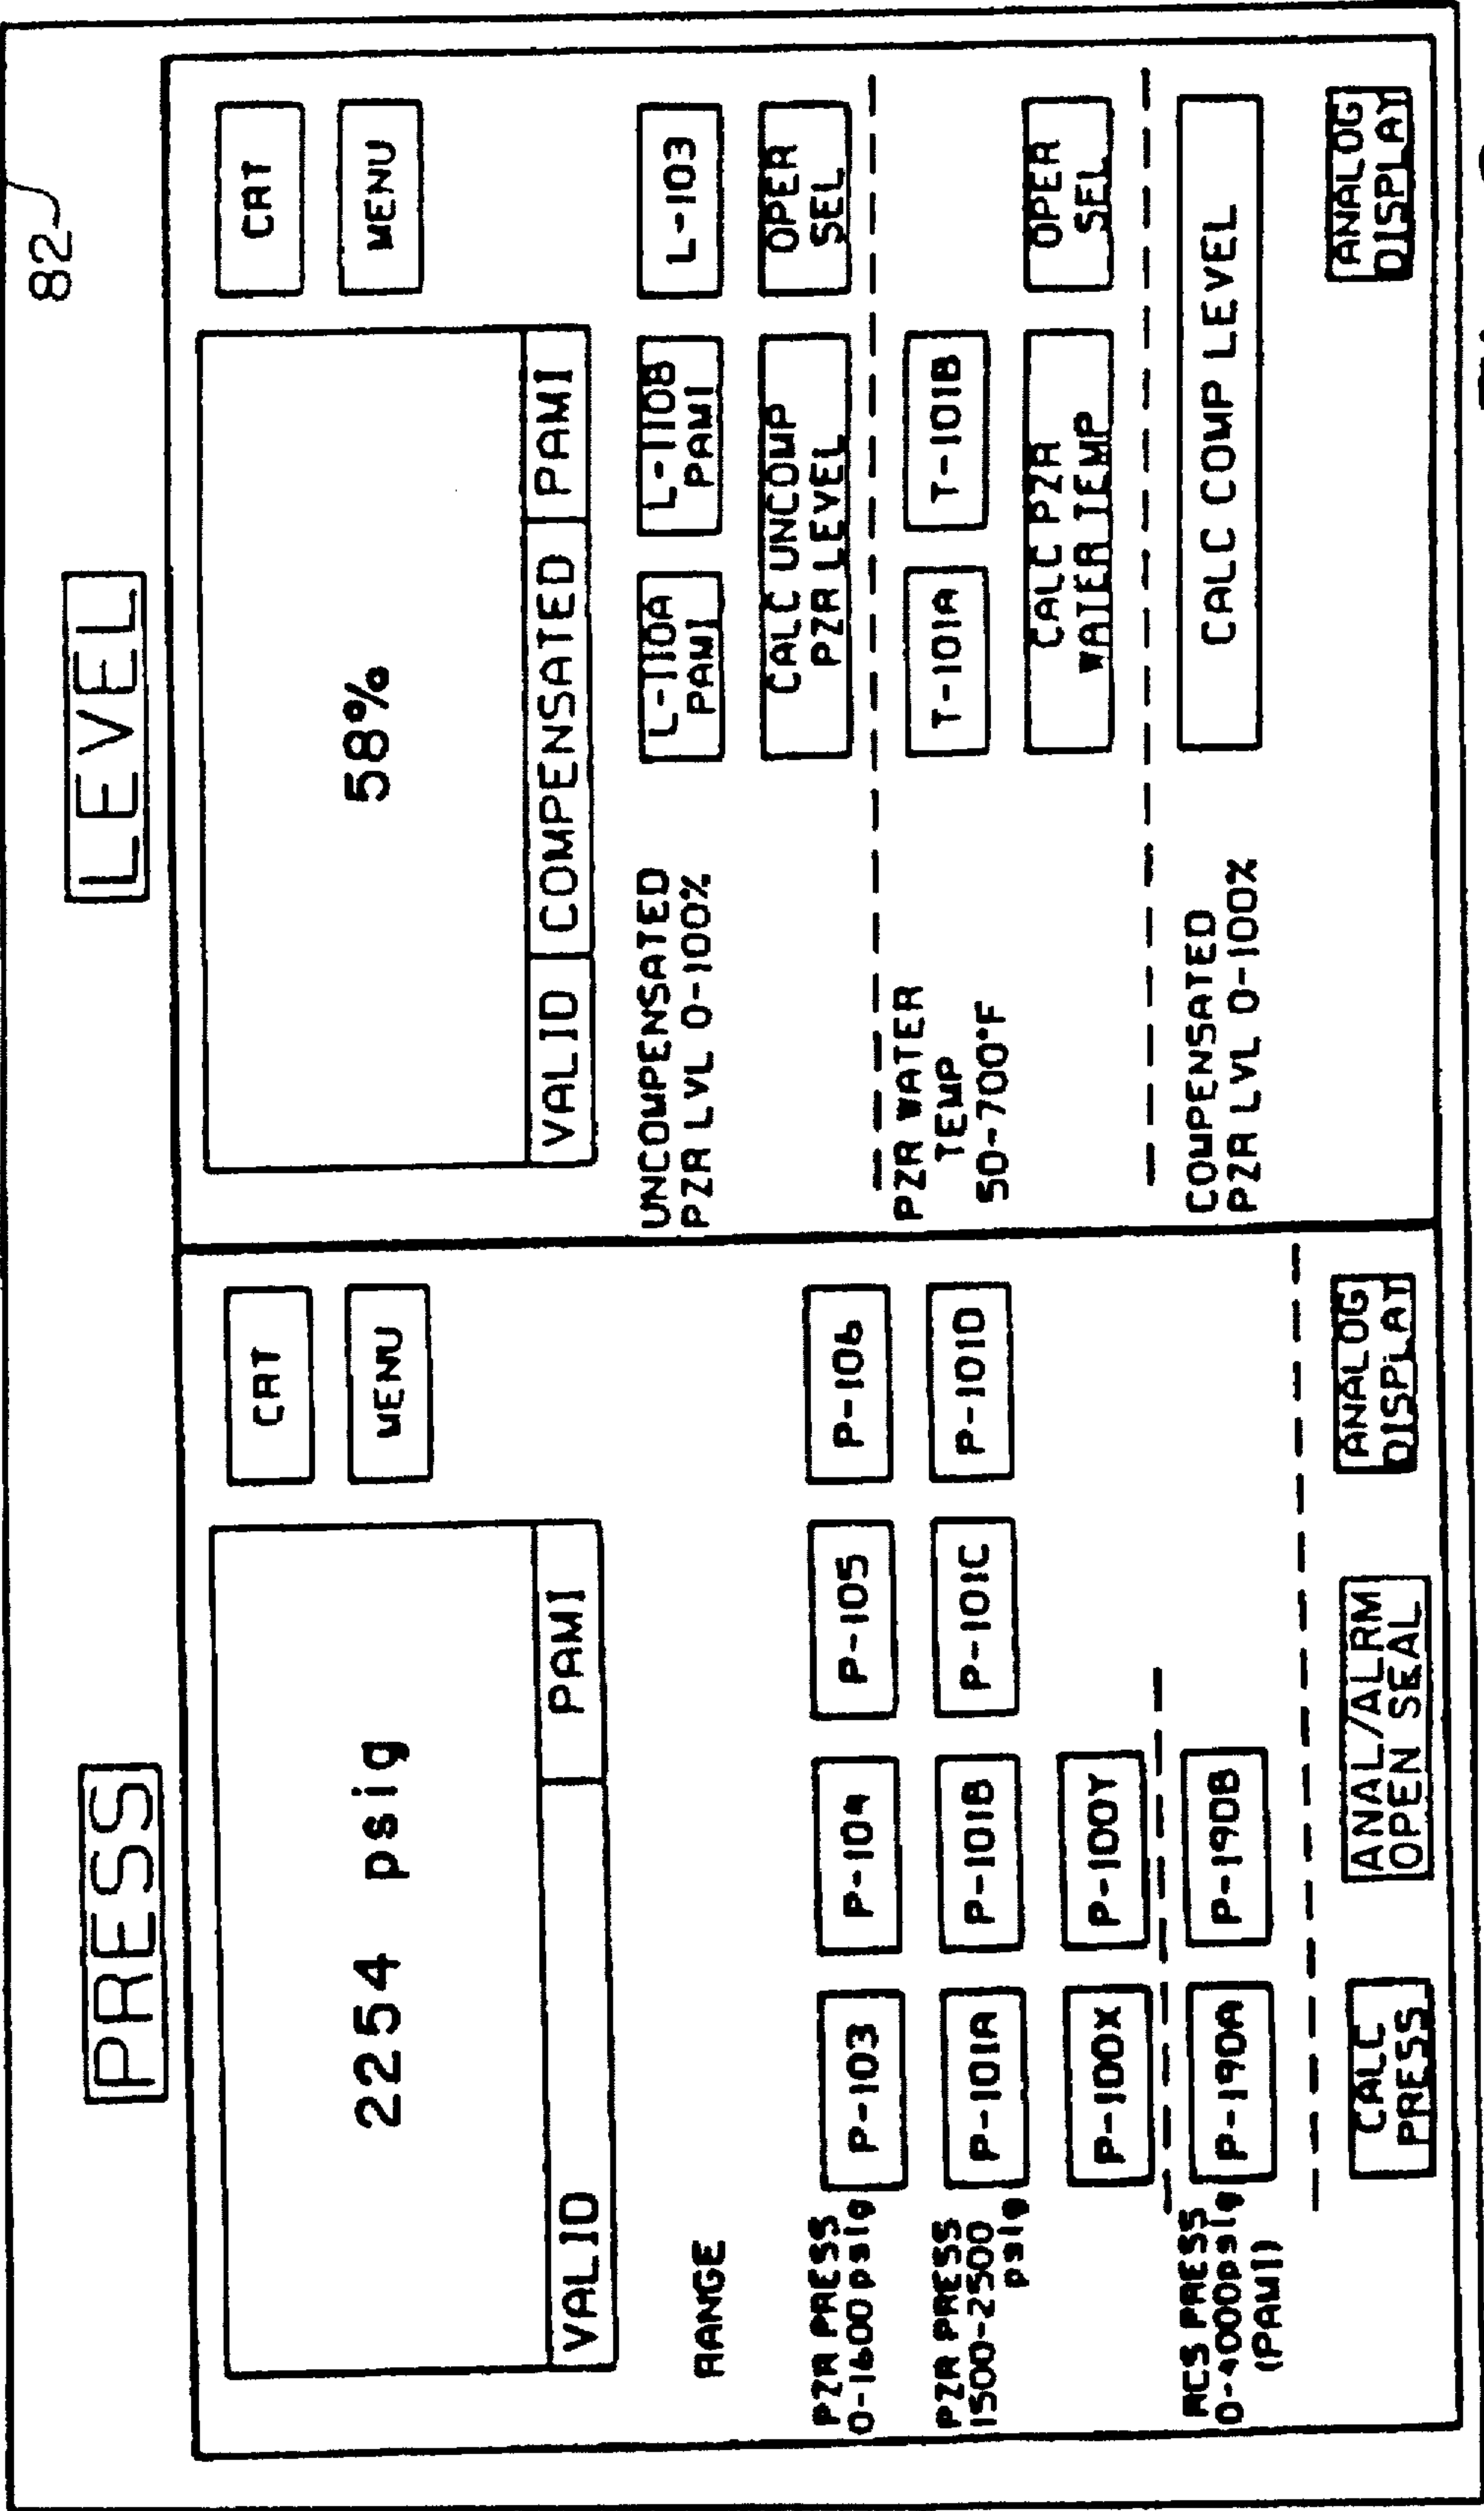 82
PRESS
2254 psig
VALID PAMI
CRT
MENU
RANGE
PZR PRESS
0-1600psig
P-103 P-104 P-105 P-106
PZR PRESS
1500-2500
psig
P-101A P-101B P-101C P-101D
P-100X P-100Y
RCS PRESS
0-4000psig
(PAMI)
P-190A P-190B
CALC
PRESS
ANAL/ALRM
OPEN SEAL
ANALOG
DISPLAY
LEVEL
58%
VALID COMPENSATED PAMI
CRT
MENU
UNCOMPENSATED
PZR LVL 0-100%
L-110A
PAMI
L-110B
PAMI
L-103
CALC UNCOMP
PZR LEVEL
OPER
SEL
PZR WATER
TEMP
50-700°F
T-101A T-101B
CALC PZR
WATER TEMP
OPER
SEL
COMPENSATED
PZR LVL 0-100%
CALC COMP LEVEL
ANALOG
DISPLAY